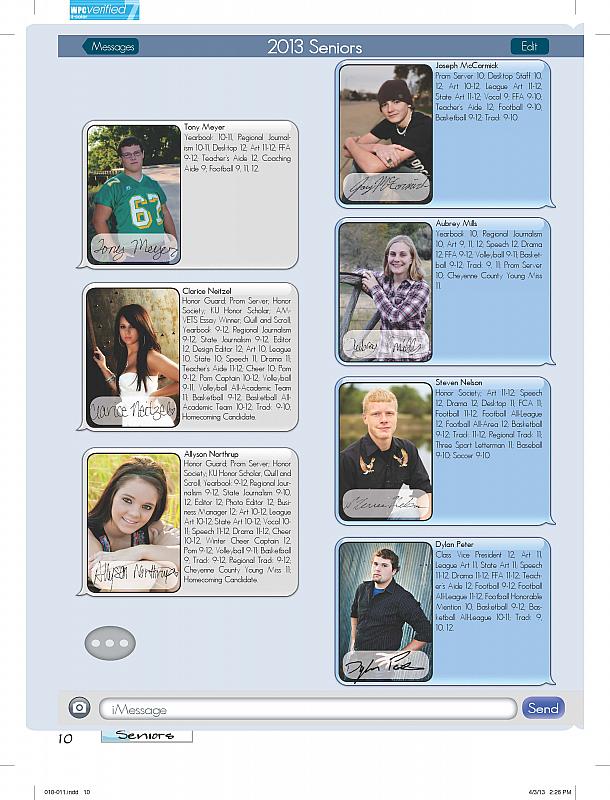 WPCverified
Messages
2013 Seniors
Edit
Tony Meyer
Yearbook 10-11, Regional Journal-
ism 10-11, Desktop 12, Art 11-12, FFA
9-12, Teacher's Aide 12, Coaching
Aide 9, Football 9, 11, 12.
67
Tony Meyer
Clarice Neitzel
Honor Guard, Prom Server, Honor
Society, KU Honor Scholar, AM-
VETS Essay Winner, Quill and Scroll,
Yearbook 9-12, Regional Journalism
9-12, State Journalism 9-12, Editor
12, Design Editor 12, Art 10, League
10, State 10; Speech 11, Drama 11;
Teacher's Aide 11-12, Cheer 10, Pom
9-12, Pom Captain 10-12, Volleyball
9-11, Volleyball All-Academic Team
11; Basketball 9-12, Basketball All-
Academic Team 10-12, Track 9-10,
Homecoming Candidate.
Clarice Neitzel
Allyson Northrup
Honor Guard, Prom Server, Honor
Society, KU Honor Scholar, Quill and
Scroll, Yearbook 9-12, Regional Jour-
nalism 9-12, State Journalism 9-10,
12, Editor 12, Photo Editor 12, Busi-
ness Manager 12; Art 10-12, League
Art 10-12, State Art 10-12, Vocal 10-
11; Speech 11-12, Drama 11-12, Cheer
10-12, Winter Cheer Captain 12,
Pom 9-12, Volleyball 9-11; Basketball
9, Track 9-12, Regional Track 9-12,
Cheyenne County Young Miss 11;
Homecoming Candidate.
Allyson Northrup
Joseph McCormick
Prom Server 10, Desktop Staff 10,
12, Art 10-12, League Art 11-12,
State Art 11-12, Vocal 9, FFA 9-10,
Teacher's Aide 12, Football 9-10,
Basketball 9-12; Track 9-10.
Joey McCormick
Aubrey Mills
Yearbook 10, Regional Journalism
10, Art 9, 11, 12, Speech 12, Drama
12, FFA 9-12, Volleyball 9-11; Basket-
ball 9-12; Track 9, 11; Prom Server
10, Cheyenne County Young Miss
11.
Aubrey Mills
Steven Nelson
Honor Society, Art 11-12, Speech
12, Drama 12, Desktop 11, FCA 11;
Football 11-12, Football All-League
12, Football All-Area 12, Basketball
9-12; Track 11-12, Regional Track 11;
Three Sport Letterman 11; Baseball
9-10; Soccer 9-10.
Dylan Peter
Class Vice President 12, Art 11,
League Art 11, State Art 11, Speech
11-12, Drama 11-12, FFA 11-12, Teach-
er's Aide 12, Football 9-12, Football
All-League 11-12, Football Honorable
Mention 10, Basketball 9-12, Bas-
ketball All-League 10-11; Track 9,
10, 12.
iMessage
Send
10
Seniors
010-011.indd 10
4/3/13 2:26 PM